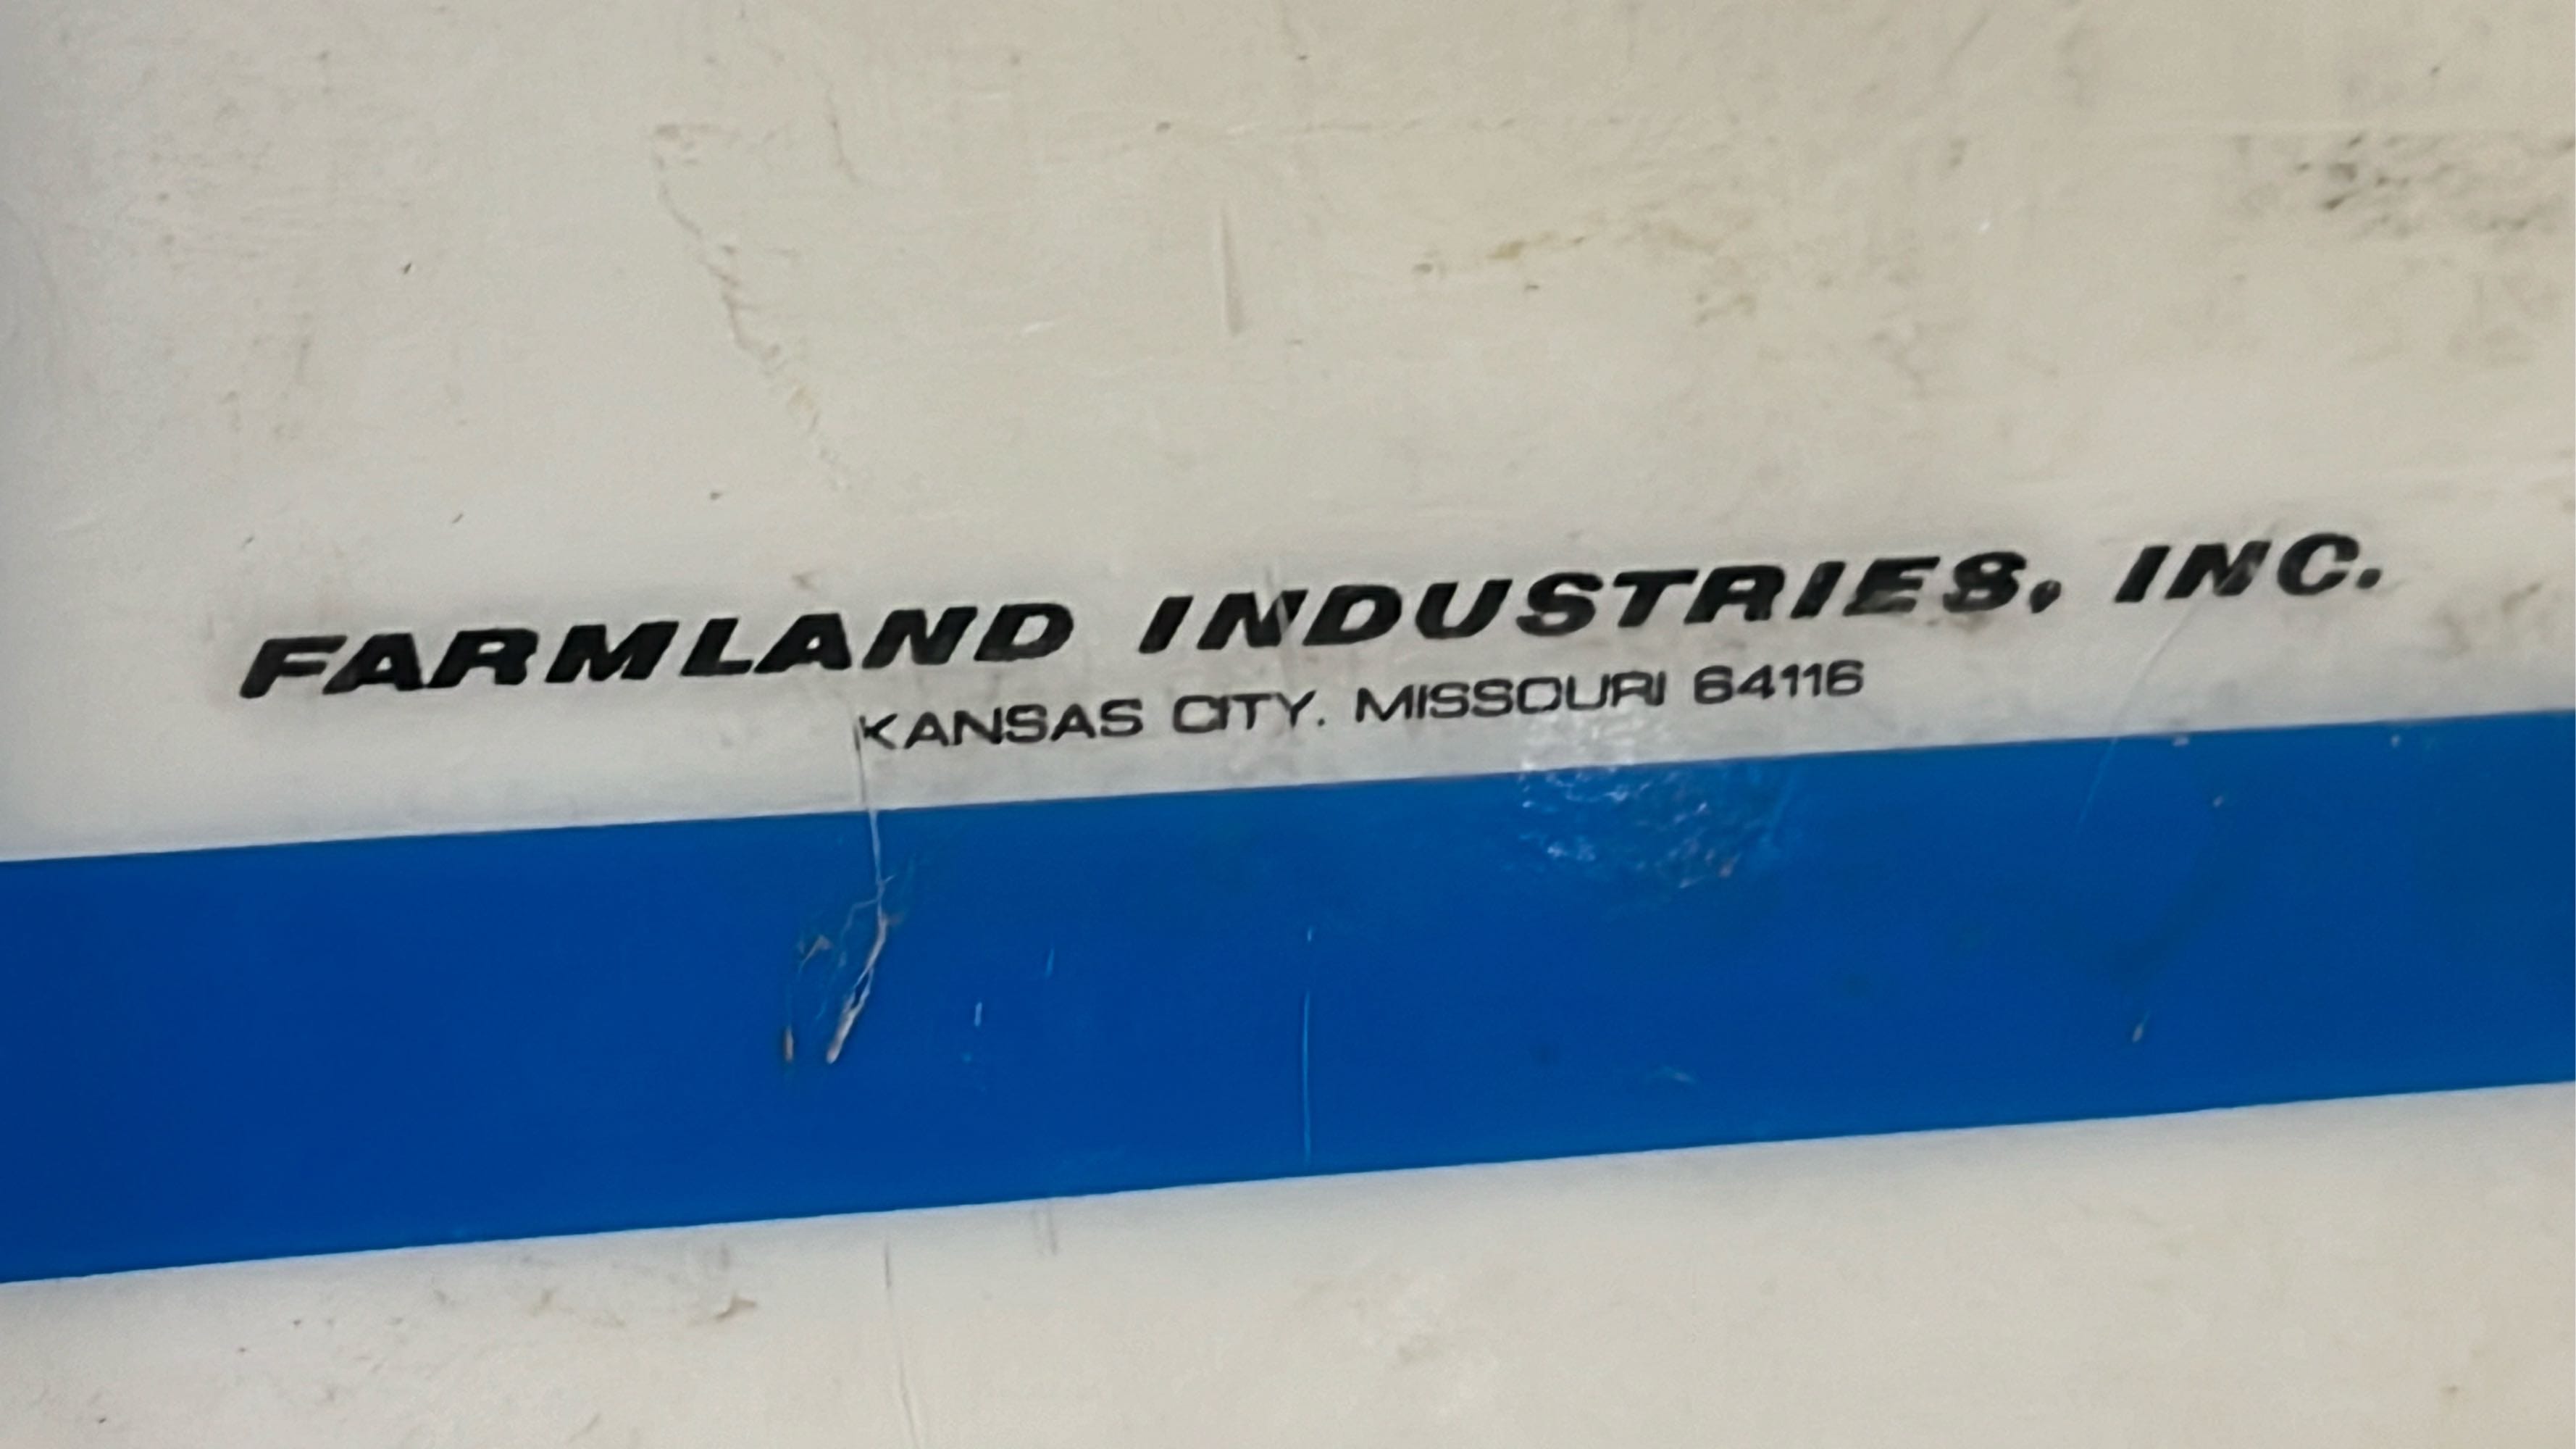 FARMLAND INDUSTRIES, INC.
KANSAS CITY, MISSOURI 64116